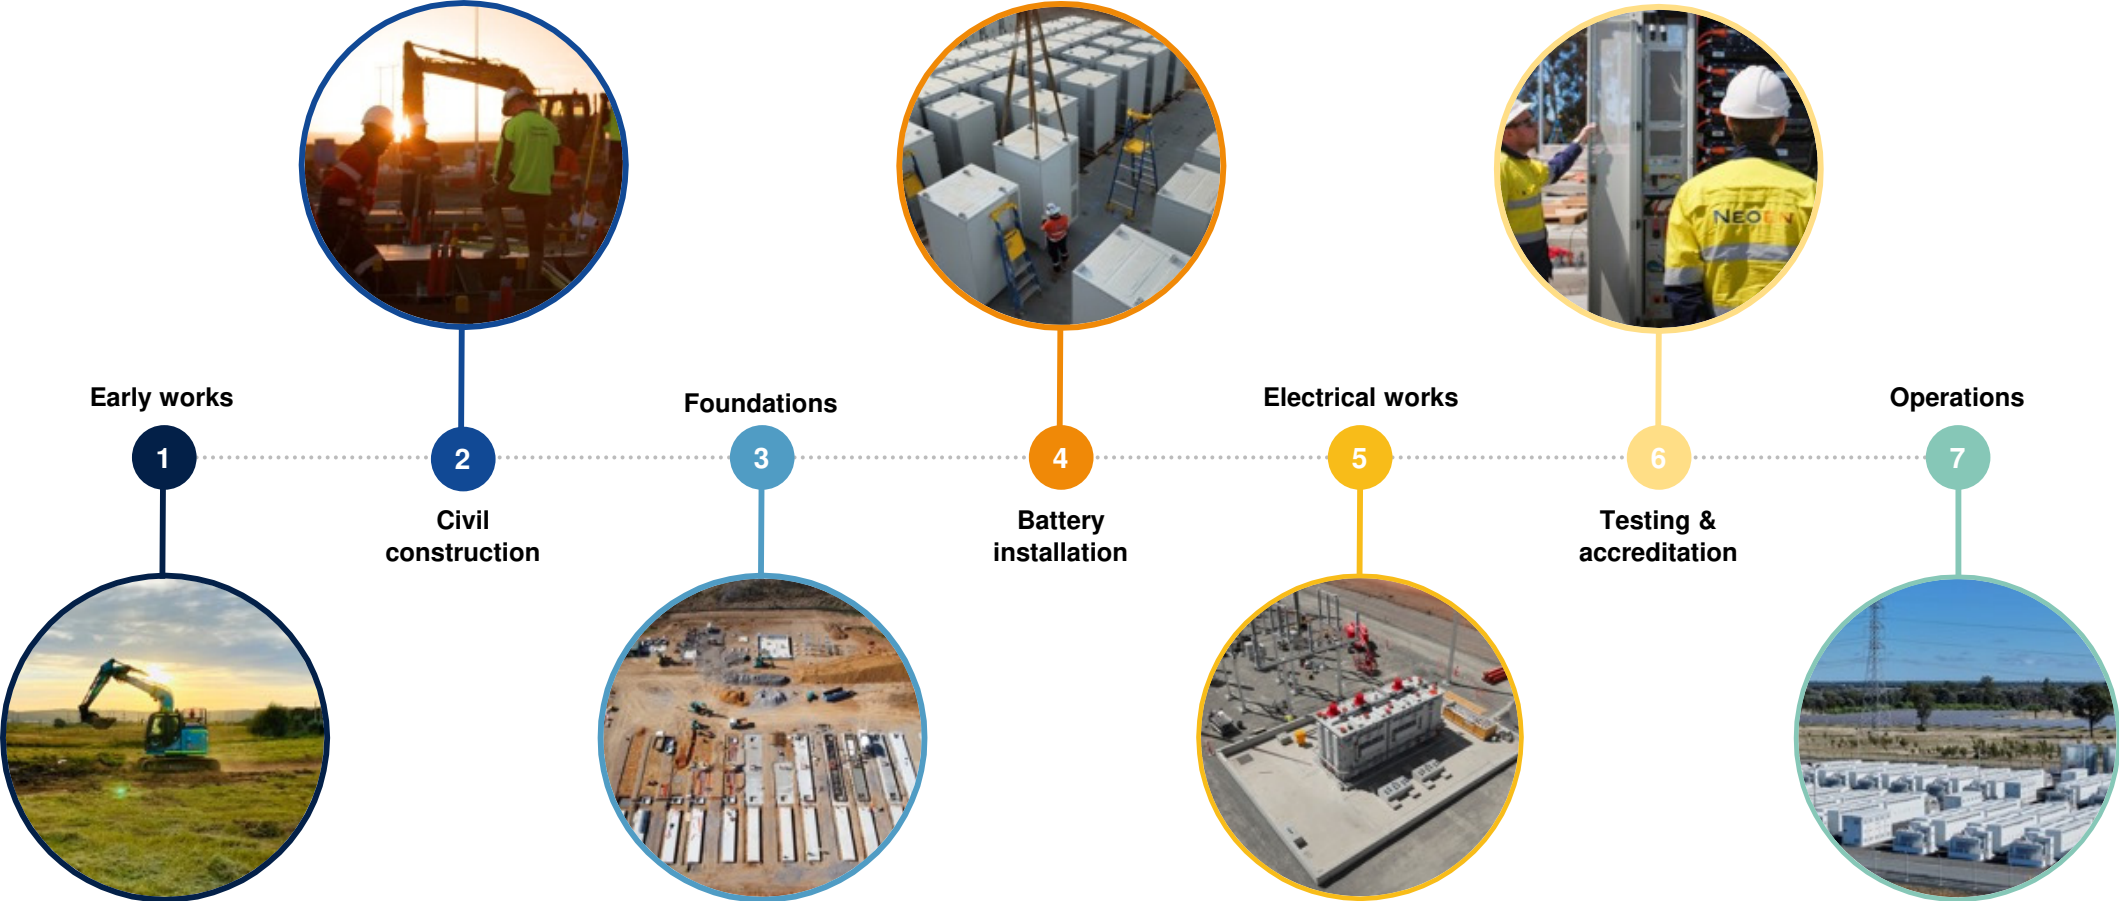 Early works
1
2
Civil
construction
Foundations
3
4
Battery
installation
Electrical works
5
6
Testing &
accreditation
Operations
7
NEOEN